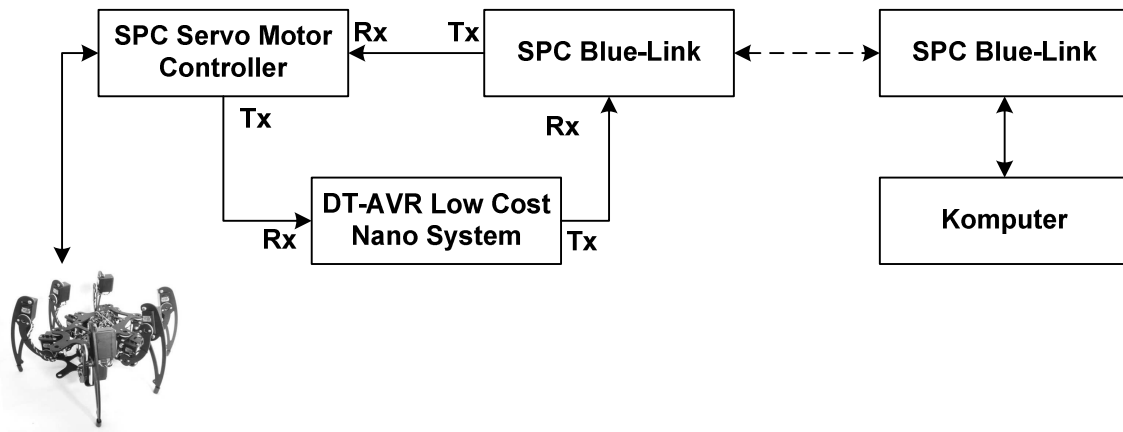 SPC Servo Motor
Controller
Rx
Tx
SPC Blue-Link
SPC Blue-Link
Tx
Rx
DT-AVR Low Cost
Nano System
Rx
Tx
Komputer